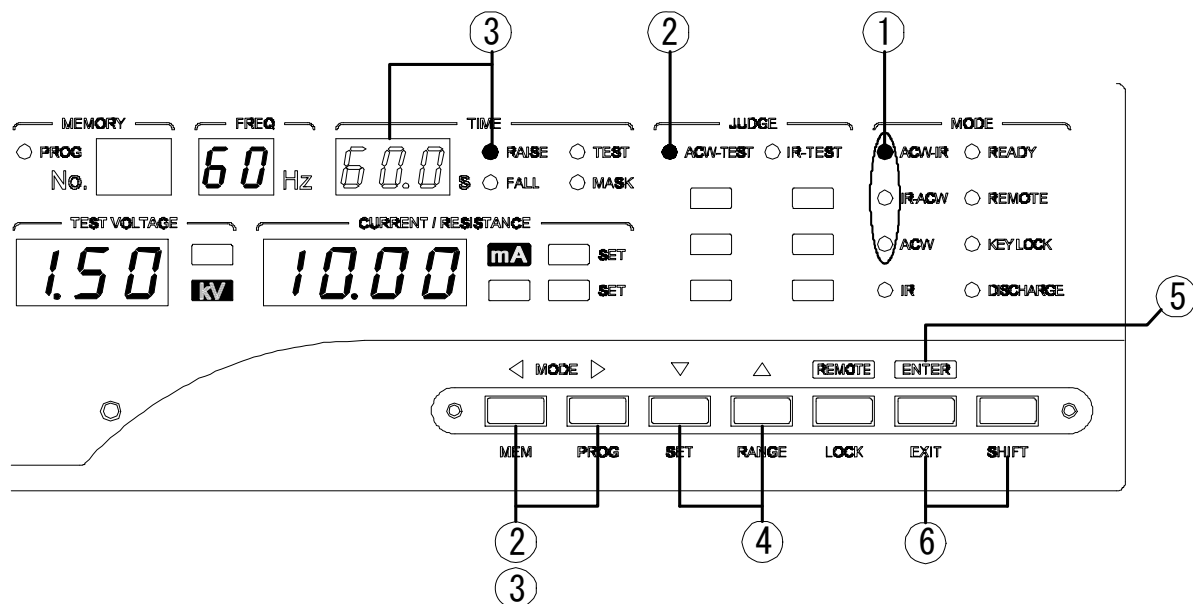 ③ ② ①
MEMORY FREQ TIME JUDGE MODE
PROG 60 Hz 60.0 S RAISE TEST ACW-TEST IR-TEST ACW-IR READY
No. FALL MASK IR-ACW REMOTE
TEST VOLTAGE CURRENT / RESISTANCE
1.50 kV 10.00 mA SET ACW KEY LOCK
SET IR DISCHARGE
⑤
MODE REMOTE ENTER
MEM PROG SET RANGE LOCK EXIT SHIFT
② ④ ⑥
③